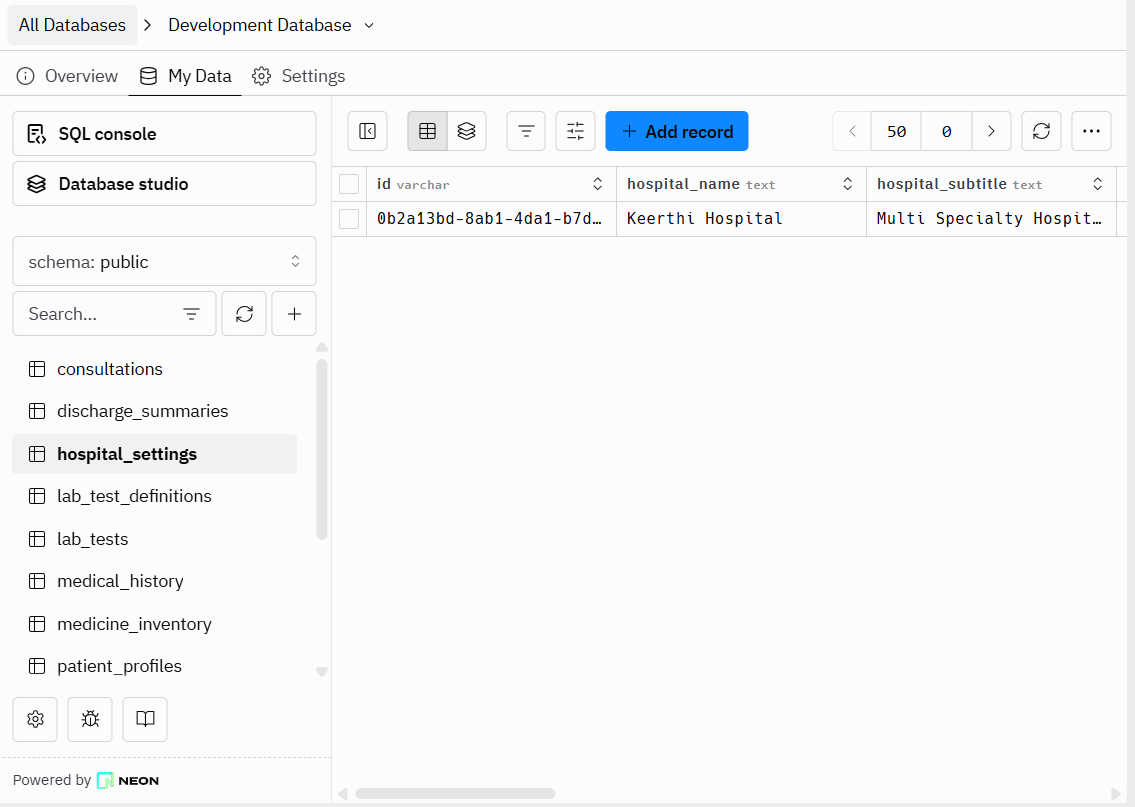 All Databases > Development Database
Overview My Data Settings
SQL console
Database studio
schema: public
Search...
consultations
discharge_summaries
hospital_settings
lab_test_definitions
lab_tests
medical_history
medicine_inventory
patient_profiles
Powered by NEON
+ Add record 50 0
id varchar hospital_name text hospital_subtitle text
0b2a13bd-8ab1-4da1-b7d… Keerthi Hospital Multi Specialty Hospit…